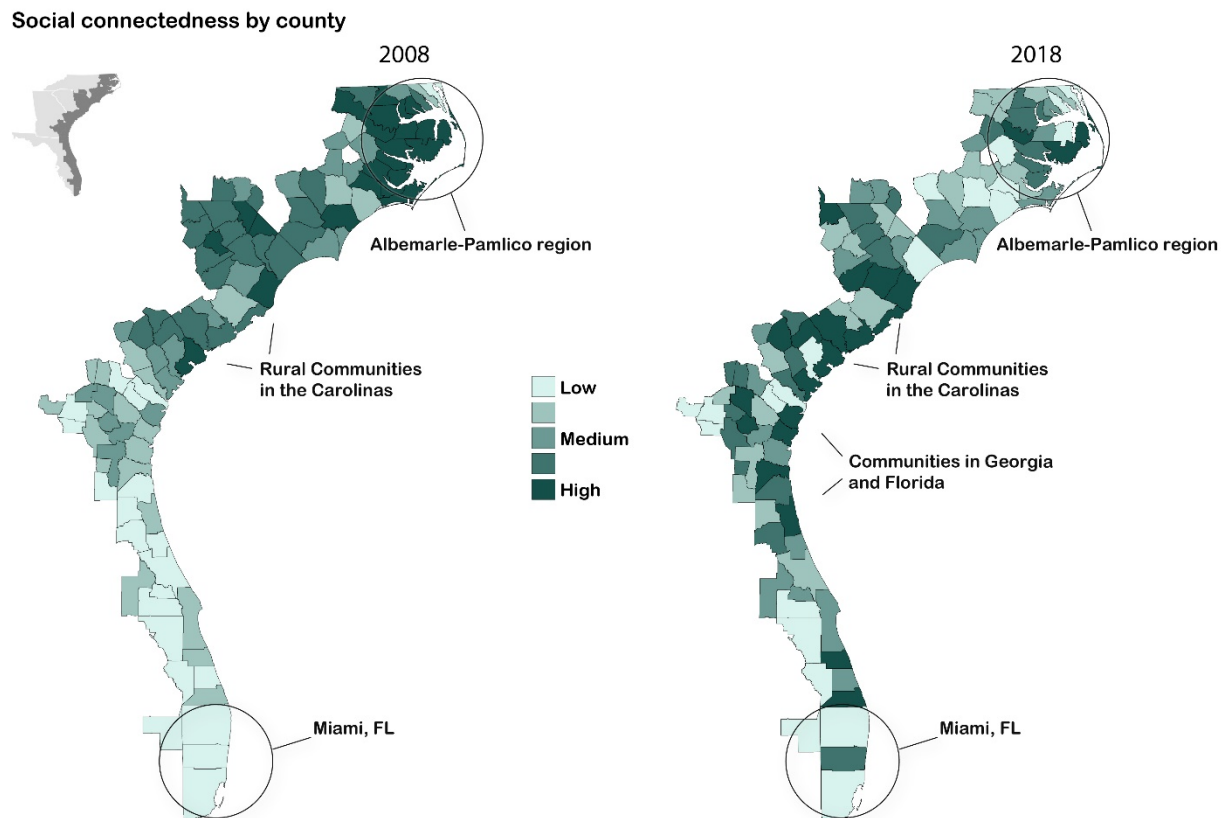 Social connectedness by county
2008
2018
Albemarle-Pamlico region
Albemarle-Pamlico region
Rural Communities
in the Carolinas
Rural Communities
in the Carolinas
Low
Medium
High
Communities in Georgia
and Florida
Miami, FL
Miami, FL